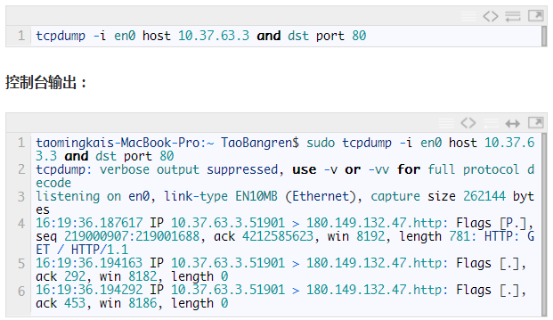 1 tcpdump -i en0 host 10.37.63.3 and dst port 80
控制台输出：
1 taomingkais-MacBook-Pro:~ TaoBangren$ sudo tcpdump -i en0 host 10.37.6
3.3 and dst port 80
2 tcpdump: verbose output suppressed, use -v or -vv for full protocol d
ecode
3 listening on en0, link-type EN10MB (Ethernet), capture size 262144 byt
es
4 16:19:36.187617 IP 10.37.63.3.51901 > 180.149.132.47.http: Flags [P.],
seq 219000907:219001688, ack 4212585623, win 8192, length 781: HTTP: G
ET / HTTP/1.1
5 16:19:36.194163 IP 10.37.63.3.51901 > 180.149.132.47.http: Flags [.],
ack 292, win 8182, length 0
6 16:19:36.194292 IP 10.37.63.3.51901 > 180.149.132.47.http: Flags [.],
ack 453, win 8186, length 0